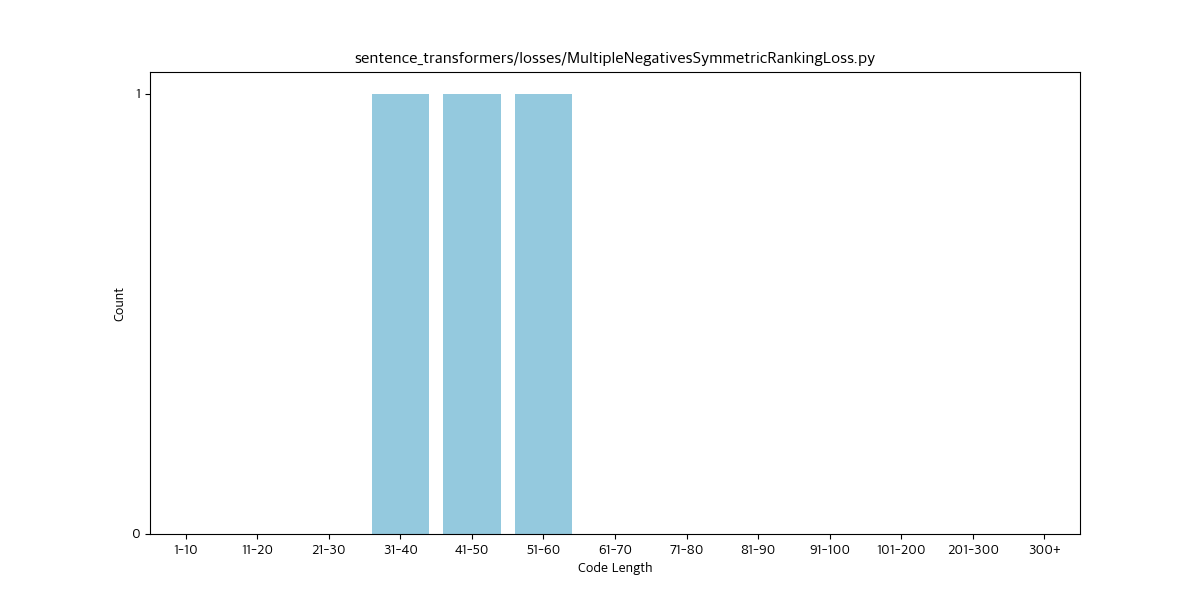 sentence_transformers/losses/MultipleNegativesSymmetricRankingLoss.py
1
Count
0
1-10 11-20 21-30 31-40 41-50 51-60 61-70 71-80 81-90 91-100 101-200 201-300 300+
Code Length